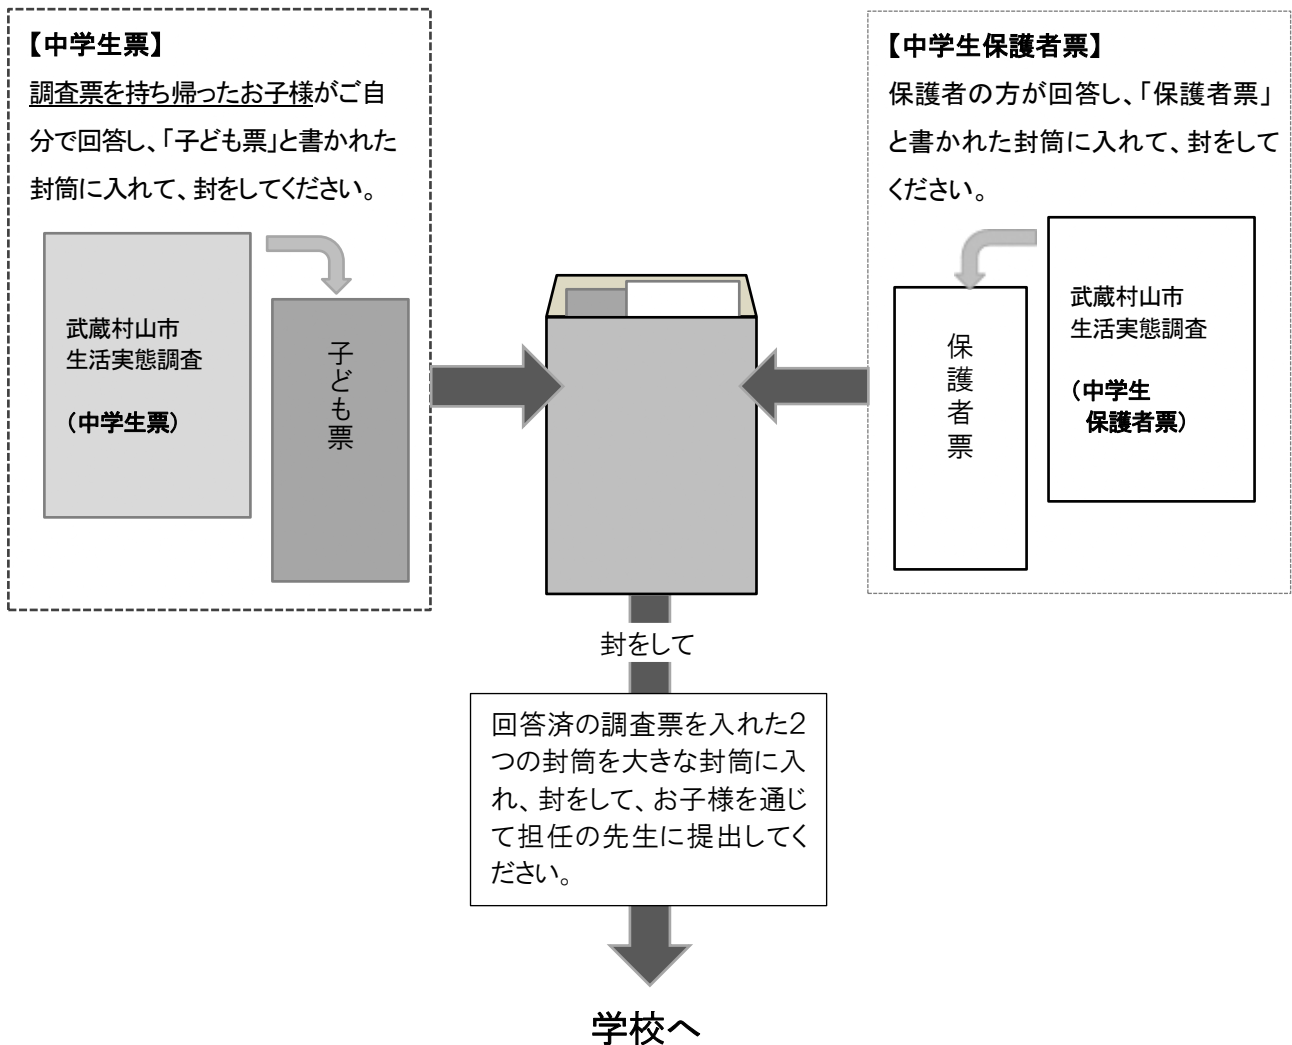 【中学生票】
調査票を持ち帰ったお子様がご自
分で回答し、「子ども票」と書かれた
封筒に入れて、封をしてください。
武蔵村山市
生活実態調査
（中学生票）
子ども票
【中学生保護者票】
保護者の方が回答し、「保護者票」
と書かれた封筒に入れて、封をして
ください。
保護者票
武蔵村山市
生活実態調査
（中学生
保護者票）
封をして
回答済の調査票を入れた2
つの封筒を大きな封筒に入
れ、封をして、お子様を通じ
て担任の先生に提出してく
ださい。
学校へ